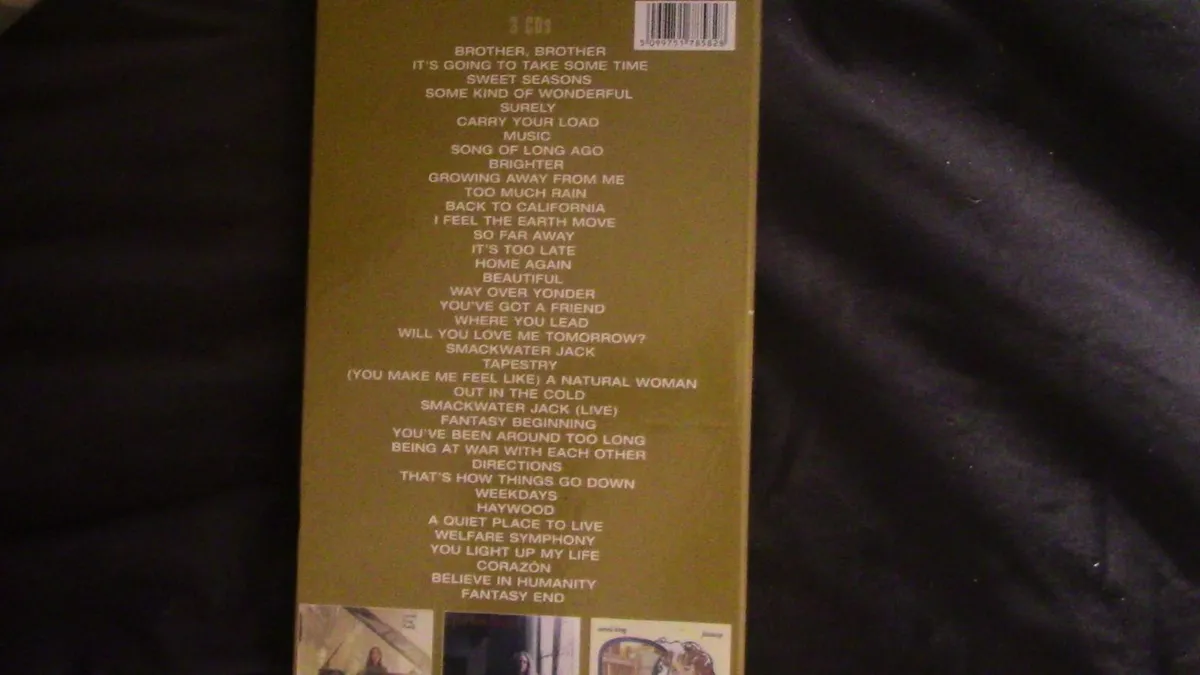 3 CDs
5099751785828
BROTHER, BROTHER
IT'S GOING TO TAKE SOME TIME
SWEET SEASONS
SOME KIND OF WONDERFUL
SURELY
CARRY YOUR LOAD
MUSIC
SONG OF LONG AGO
BRIGHTER
GROWING AWAY FROM ME
TOO MUCH RAIN
BACK TO CALIFORNIA
I FEEL THE EARTH MOVE
SO FAR AWAY
IT'S TOO LATE
HOME AGAIN
BEAUTIFUL
WAY OVER YONDER
YOU'VE GOT A FRIEND
WHERE YOU LEAD
WILL YOU LOVE ME TOMORROW?
SMACKWATER JACK
TAPESTRY
(YOU MAKE ME FEEL LIKE) A NATURAL WOMAN
OUT IN THE COLD
SMACKWATER JACK (LIVE)
FANTASY BEGINNING
YOU'VE BEEN AROUND TOO LONG
BEING AT WAR WITH EACH OTHER
DIRECTIONS
THAT'S HOW THINGS GO DOWN
WEEKDAYS
HAYWOOD
A QUIET PLACE TO LIVE
WELFARE SYMPHONY
YOU LIGHT UP MY LIFE
CORAZÓN
BELIEVE IN HUMANITY
FANTASY END